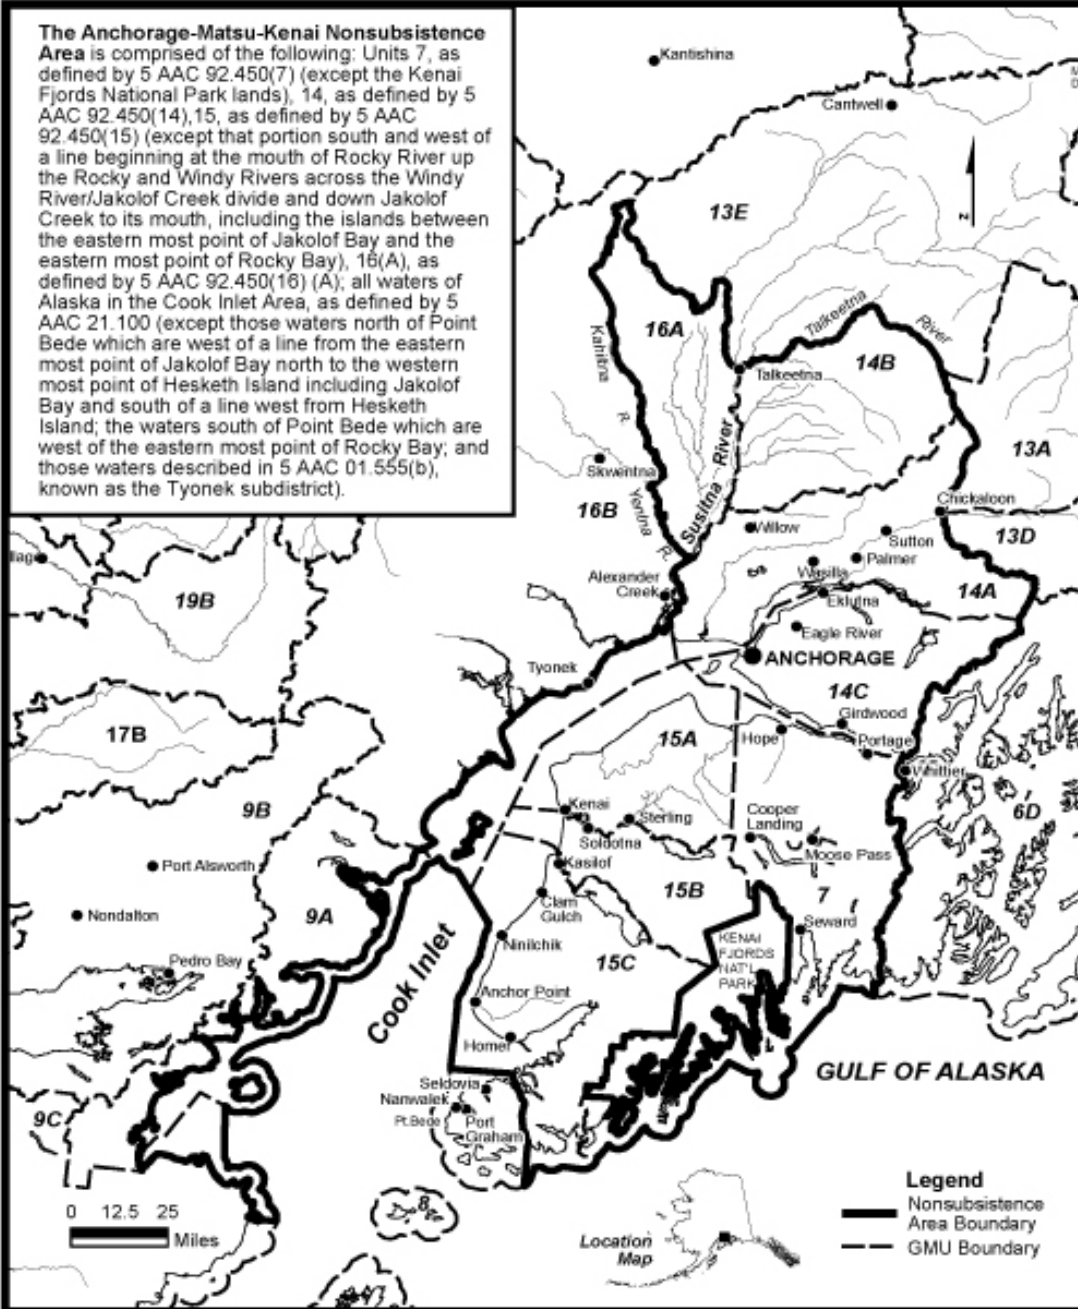 The Anchorage-Matsu-Kenai Nonsubsistence
Area is comprised of the following: Units 7, as
defined by 5 AAC 92.450(7) (except the Kenai
Fjords National Park lands), 14, as defined by 5
AAC 92.450(14),15, as defined by 5 AAC
92.450(15) (except that portion south and west of
a line beginning at the mouth of Rocky River up
the Rocky and Windy Rivers across the Windy
River/Jakolof Creek divide and down Jakolof
Creek to its mouth, including the islands between
the eastern most point of Jakolof Bay and the
eastern most point of Rocky Bay), 16(A), as
defined by 5 AAC 92.450(16) (A); all waters of
Alaska in the Cook Inlet Area, as defined by 5
AAC 21.100 (except those waters north of Point
Bede which are west of a line from the eastern
most point of Jakolof Bay north to the western
most point of Hesketh Island including Jakolof
Bay and south of a line west from Hesketh
Island; the waters south of Point Bede which are
west of the eastern most point of Rocky Bay; and
those waters described in 5 AAC 01.555(b),
known as the Tyonek subdistrict).
Kantishina
Cantwell
13E
z
16A
Kahiltna
R.
Talkeetna
River
14B
Talkeetna
13A
Skwentna
16B
Yentna
R.
Susitna River
Chickaloon
Willow
Sutton
13D
Palmer
Wasilla
Alexander
Creek
Eklutna
14A
19B
Eagle River
ANCHORAGE
Tyonek
14C
Girdwood
17B
15A
Hope
Portage
Whittier
9B
Kenai
Sterling
Soldotna
Cooper
Landing
6D
Moose Pass
Port Alsworth
Kasilof
15B
7
Clam
Gulch
9A
Nondalton
Seward
Ninilchik
KENAI
FJORDS
NAT'L
PARK
15C
Cook Inlet
Pedro Bay
Anchor Point
Homer
GULF OF ALASKA
Seldovia
Nanwalek
Pt.Bede
Port
Graham
9C
8
0 12.5 25
Miles
Location
Map
Legend
Nonsubsistence
Area Boundary
GMU Boundary